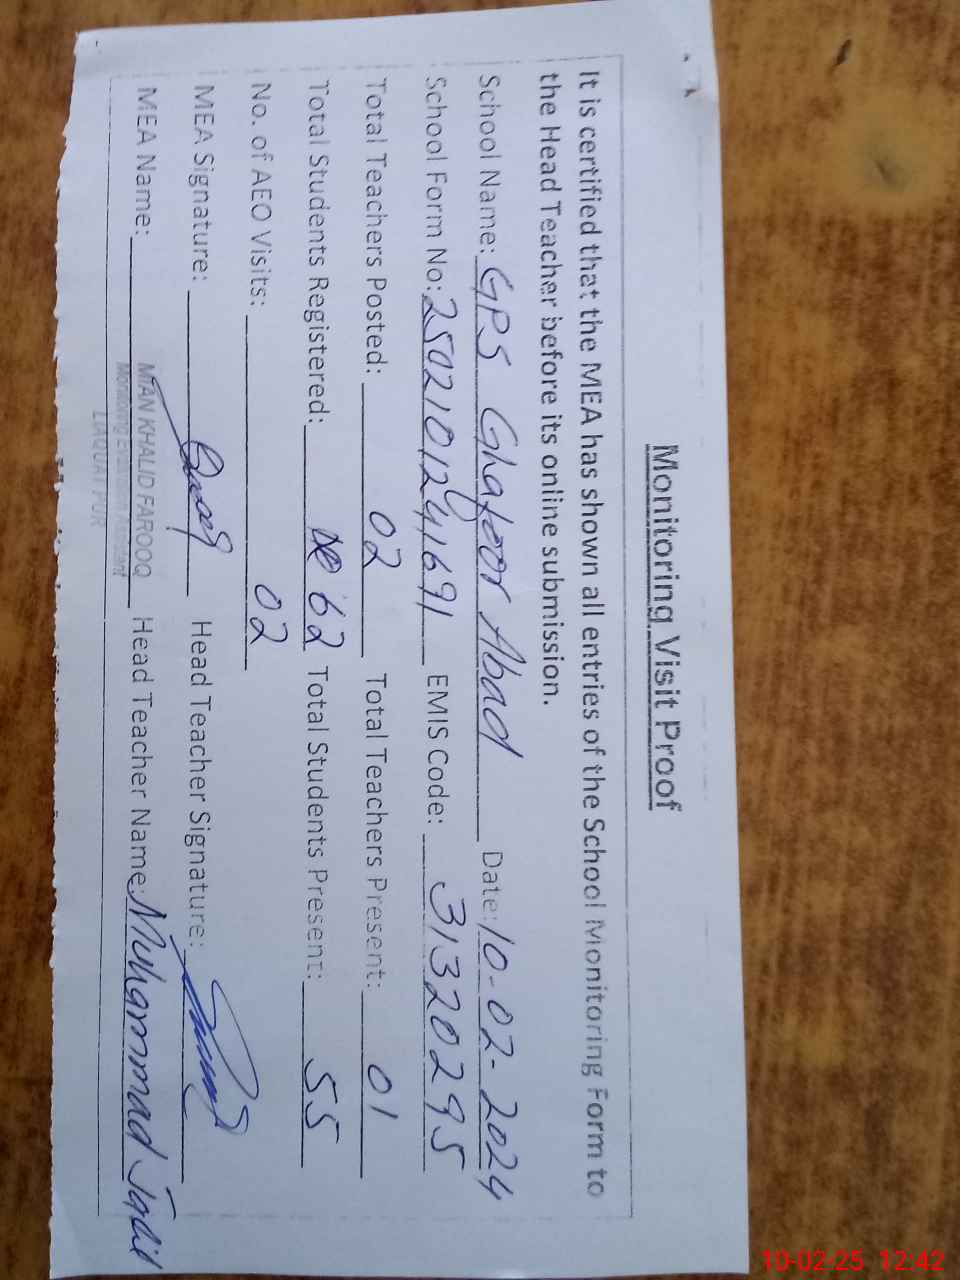 Monitoring Visit Proof
It is certified that the MEA has shown all entries of the School Monitoring Form to
the Head Teacher before its online submission.
School Name: GPS Ghafoor Abad Date: 10-02-2024
School Form No: 2502101241691 EMIS Code: 31320295
Total Teachers Posted: 02 Total Teachers Present: 01
Total Students Registered: 62 Total Students Present: 55
No. of AEO Visits: 02
MEA Signature: Head Teacher Signature:
MEA Name: MIAN KHALID FAROOQ Head Teacher Name: Muhammad
Monitoring Evaluation Assistant
LIAQUAT PUR
10-02-25 12:42